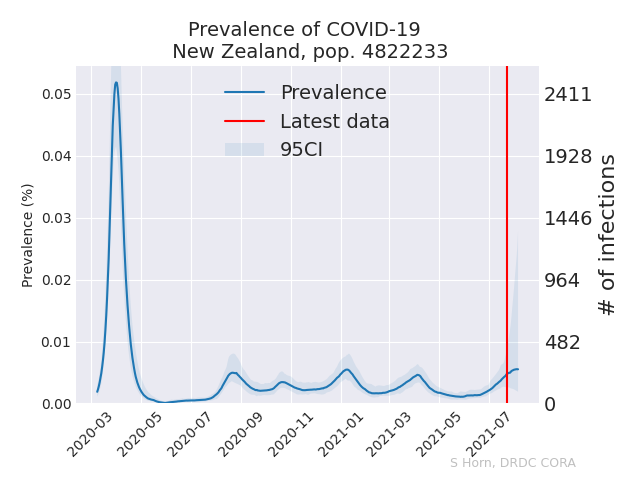 Prevalence of COVID-19
New Zealand, pop. 4822233
Prevalence
Latest data
95CI
Prevalence (%)
0.05
0.04
0.03
0.02
0.01
0.00
2411
1928
1446
964
482
0
# of infections
2020-03
2020-05
2020-07
2020-09
2020-11
2021-01
2021-03
2021-05
2021-07
S Horn, DRDC CORA